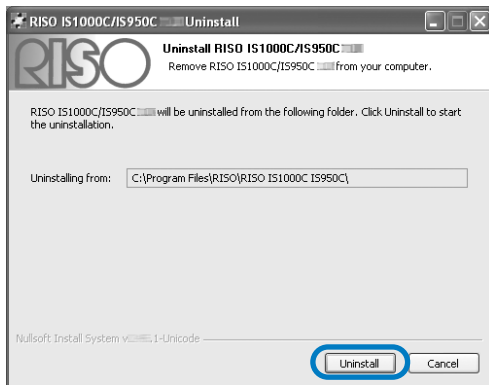 RISO IS1000C/IS950C Uninstall
RISO
Uninstall RISO IS1000C/IS950C
Remove RISO IS1000C/IS950C from your computer.
RISO IS1000C/IS950C will be uninstalled from the following folder. Click Uninstall to start
the uninstallation.
Uninstalling from: C:\Program Files\RISO\RISO IS1000C IS950C\
Nullsoft Install System .1-Unicode
Uninstall Cancel